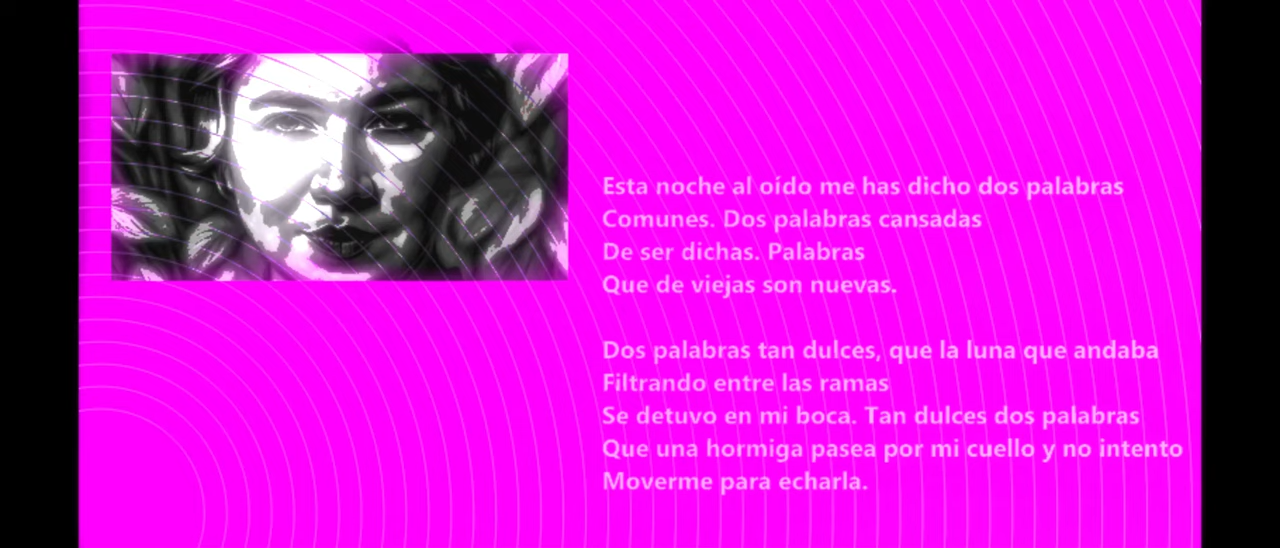 Esta noche al oído me has dicho dos palabras
Comunes. Dos palabras cansadas
De ser dichas. Palabras
Que de viejas son nuevas.
Dos palabras tan dulces, que la luna que andaba
Filtrando entre las ramas
Se detuvo en mi boca. Tan dulces dos palabras
Que una hormiga pasea por mi cuello y no intento
Moverme para echarla.